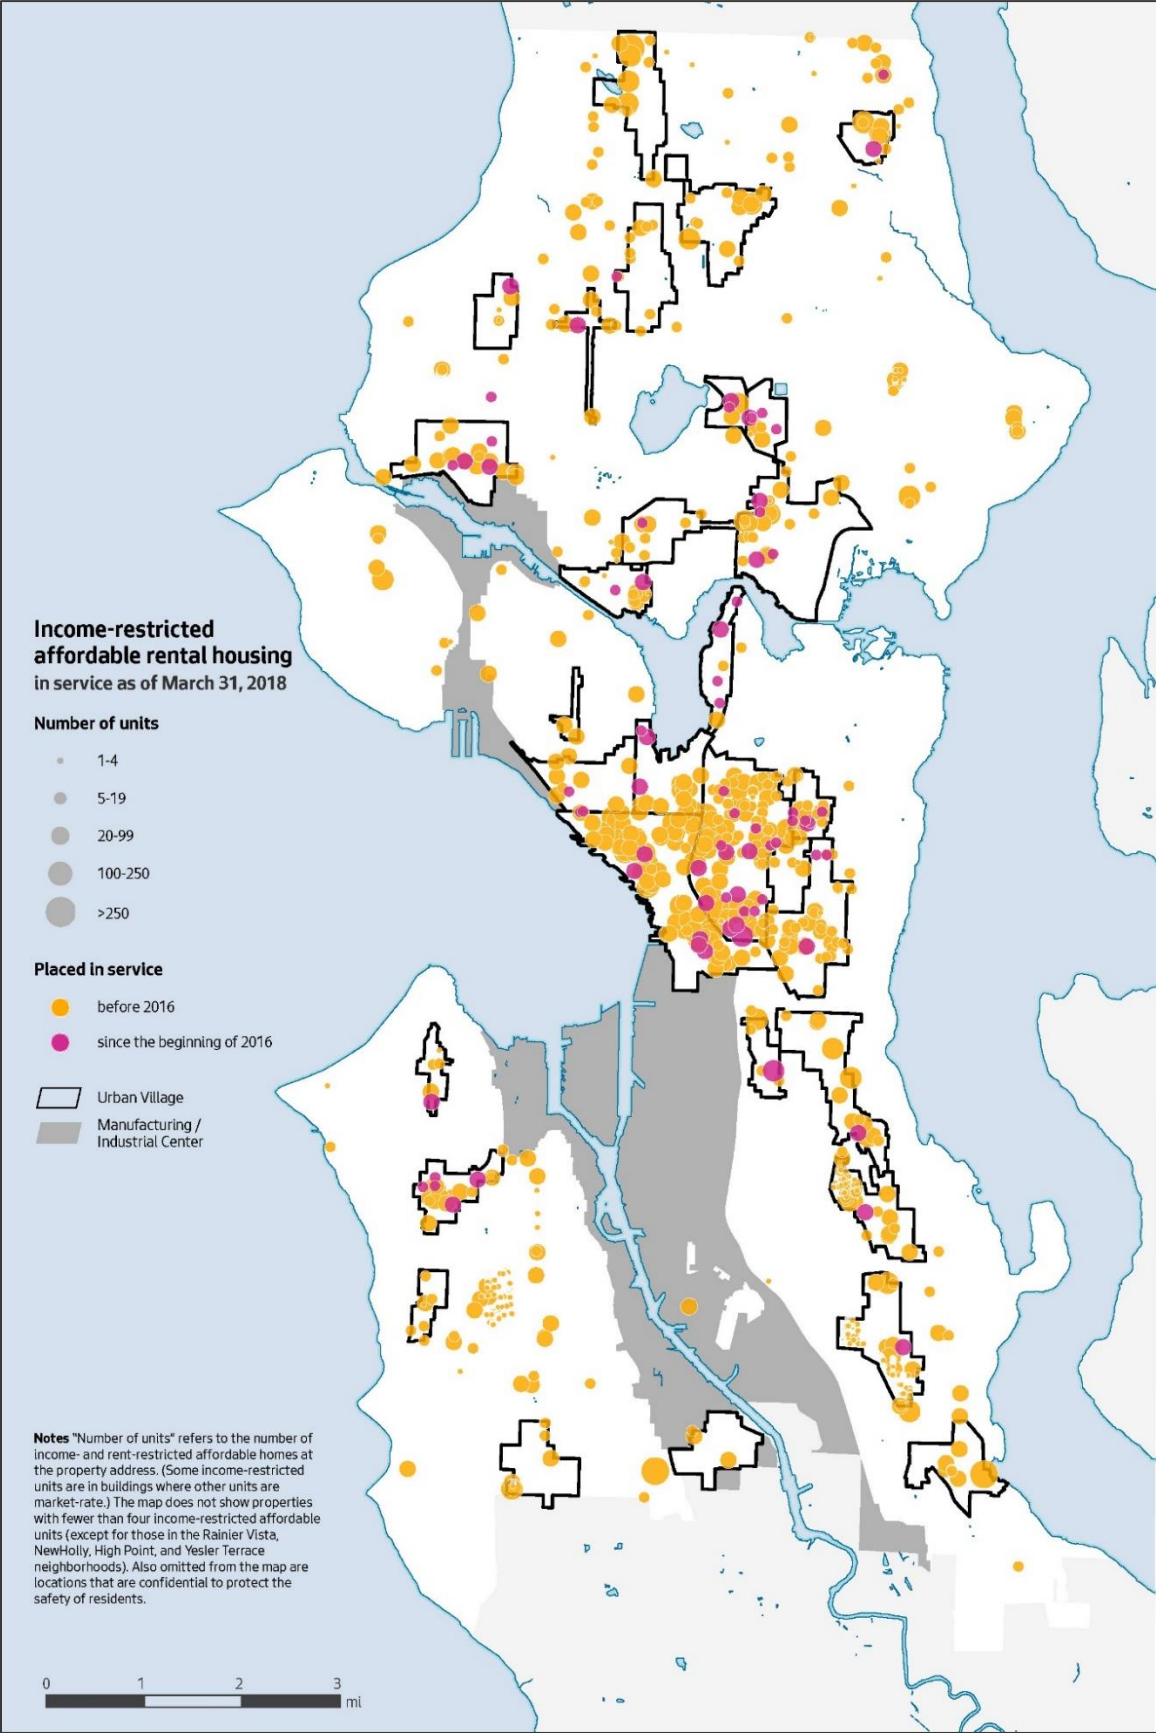 Income-restricted
affordable rental housing
in service as of March 31, 2018
Number of units
1-4
5-19
20-99
100-250
>250
Placed in service
before 2016
since the beginning of 2016
Urban Village
Manufacturing /
Industrial Center
Notes "Number of units" refers to the number of
income- and rent-restricted affordable homes at
the property address. (Some income-restricted
units are in buildings where other units are
market-rate.) The map does not show properties
with fewer than four income-restricted affordable
units (except for those in the Rainier Vista,
NewHolly, High Point, and Yesler Terrace
neighborhoods). Also omitted from the map are
locations that are confidential to protect the
safety of residents.
0 1 2 3
mi